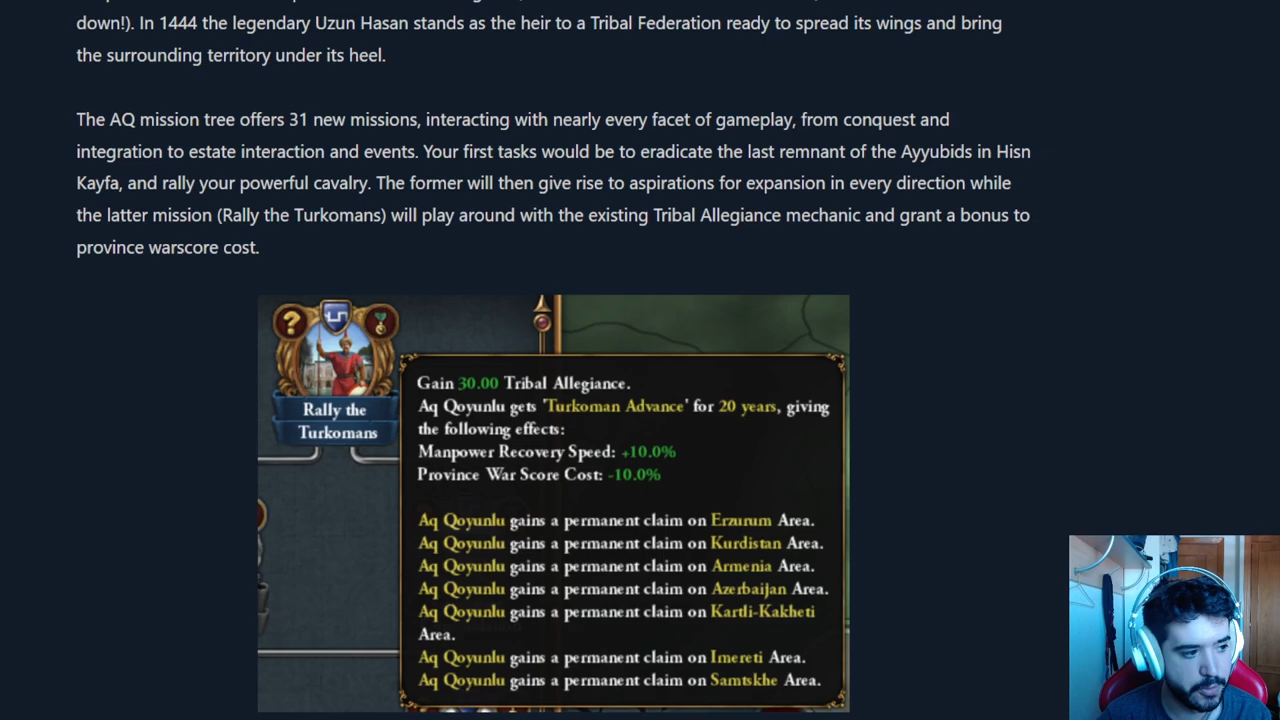 down!). In 1444 the legendary Uzun Hasan stands as the heir to a Tribal Federation ready to spread its wings and bring
the surrounding territory under its heel.
The AQ mission tree offers 31 new missions, interacting with nearly every facet of gameplay, from conquest and
integration to estate interaction and events. Your first tasks would be to eradicate the last remnant of the Ayyubids in Hisn
Kayfa, and rally your powerful cavalry. The former will then give rise to aspirations for expansion in every direction while
the latter mission (Rally the Turkomans) will play around with the existing Tribal Allegiance mechanic and grant a bonus to
province warscore cost.
?
Rally the
Turkomans
Gain 30.00 Tribal Allegiance.
Aq Qoyunlu gets 'Turkoman Advance' for 20 years, giving
the following effects:
Manpower Recovery Speed: +10.0%
Province War Score Cost: -10.0%
Aq Qoyunlu gains a permanent claim on Erzurum Area.
Aq Qoyunlu gains a permanent claim on Kurdistan Area.
Aq Qoyunlu gains a permanent claim on Armenia Area.
Aq Qoyunlu gains a permanent claim on Azerbaijan Area.
Aq Qoyunlu gains a permanent claim on Kartli-Kakheti
Area.
Aq Qoyunlu gains a permanent claim on Imereti Area.
Aq Qoyunlu gains a permanent claim on Samtskhe Area.